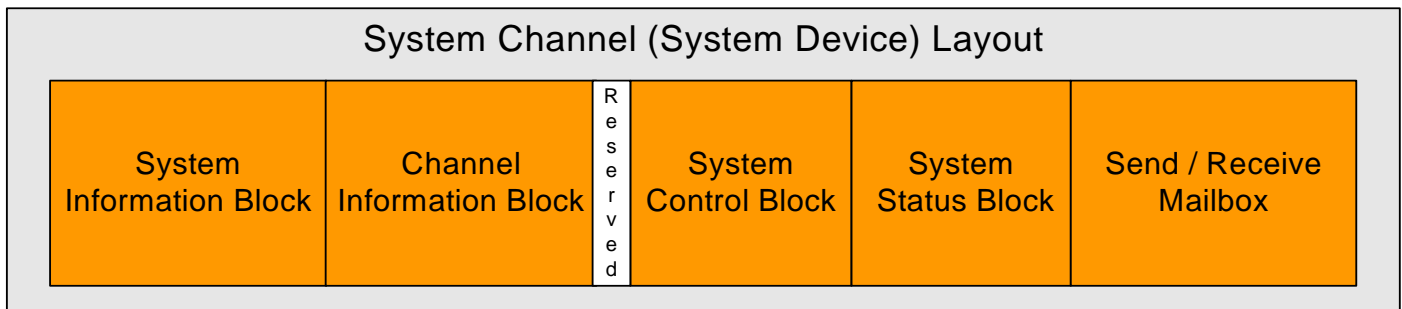 System Channel (System Device) Layout
System
Information Block
Channel
Information Block
Reserved
System
Control Block
System
Status Block
Send / Receive
Mailbox